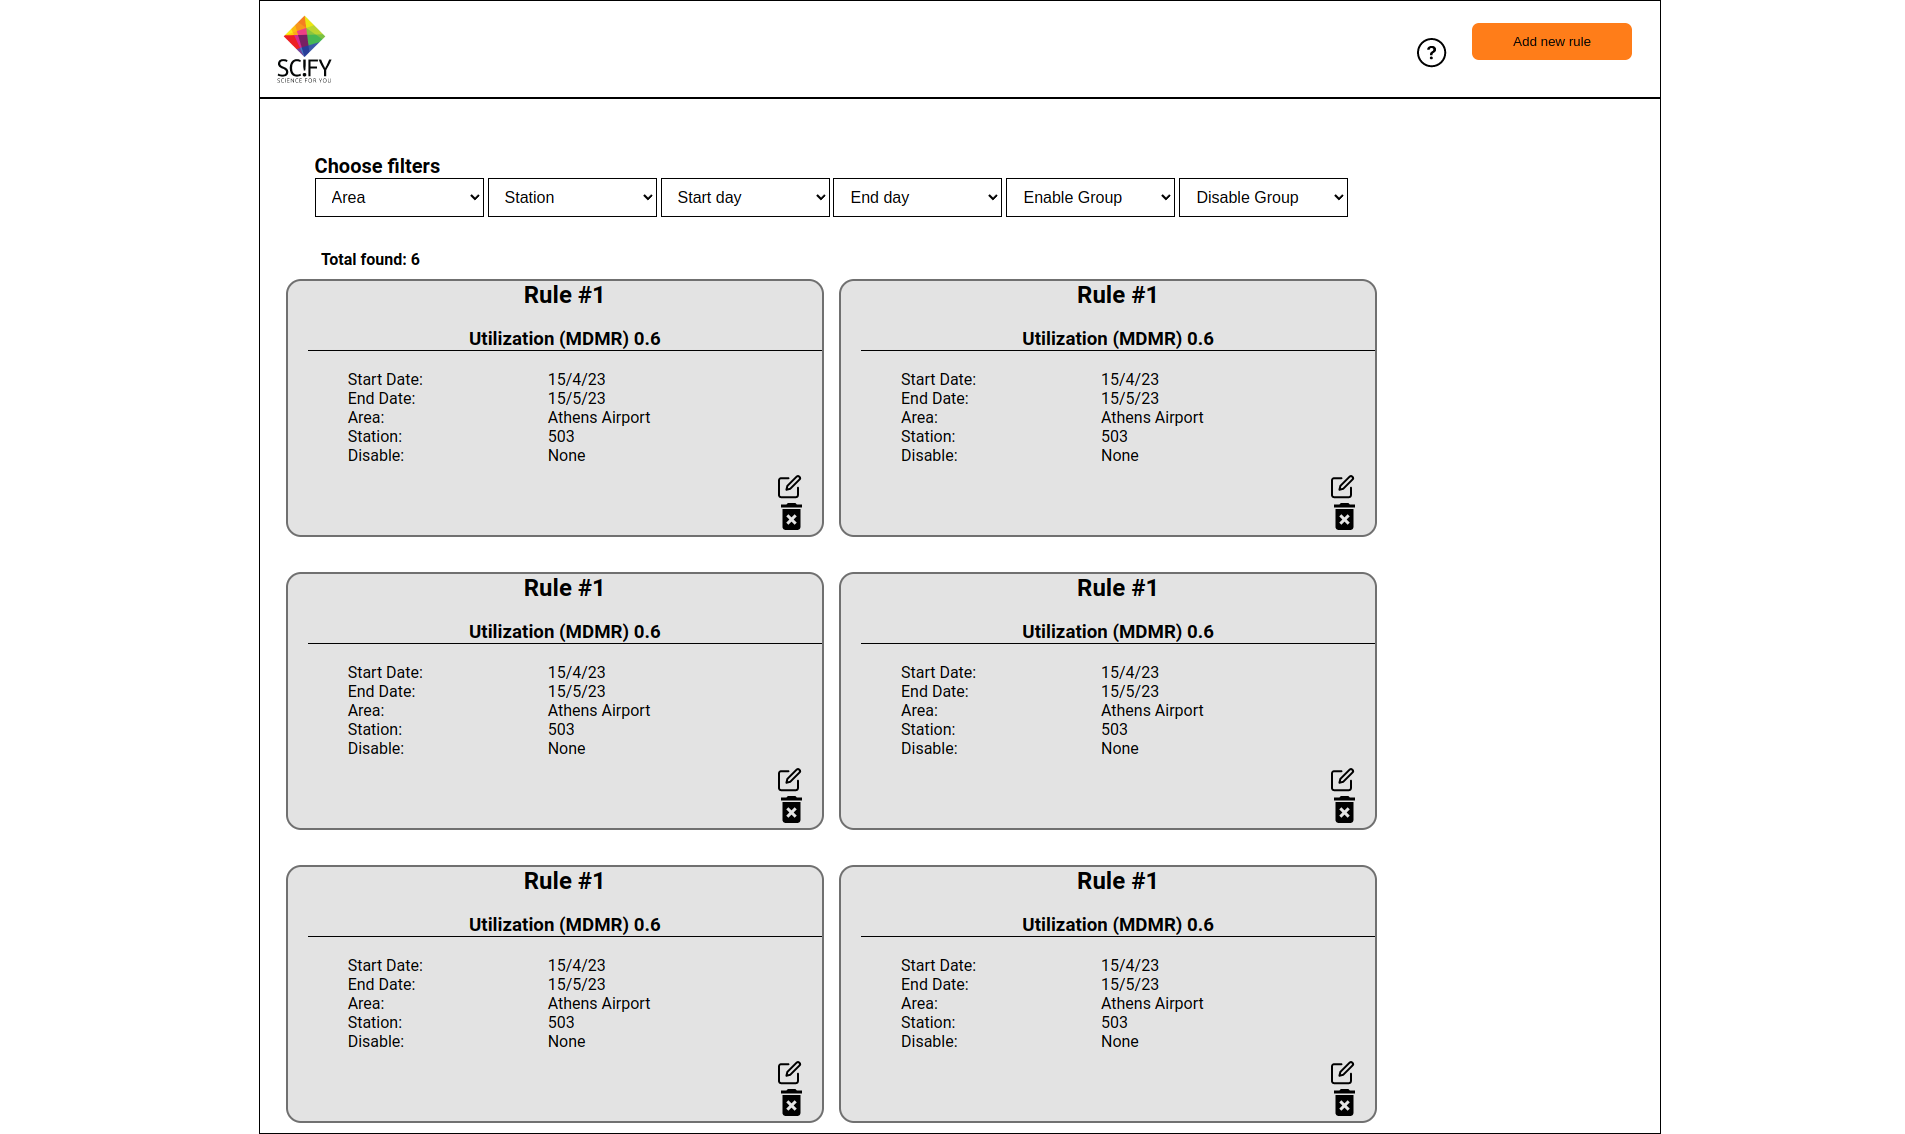 SC!FY
SCIENCE FOR YOU
?
Add new rule
Choose filters
Area Station Start day End day Enable Group Disable Group
Total found: 6
Rule #1
Utilization (MDMR) 0.6
Start Date: 15/4/23
End Date: 15/5/23
Area: Athens Airport
Station: 503
Disable: None
Rule #1
Utilization (MDMR) 0.6
Start Date: 15/4/23
End Date: 15/5/23
Area: Athens Airport
Station: 503
Disable: None
Rule #1
Utilization (MDMR) 0.6
Start Date: 15/4/23
End Date: 15/5/23
Area: Athens Airport
Station: 503
Disable: None
Rule #1
Utilization (MDMR) 0.6
Start Date: 15/4/23
End Date: 15/5/23
Area: Athens Airport
Station: 503
Disable: None
Rule #1
Utilization (MDMR) 0.6
Start Date: 15/4/23
End Date: 15/5/23
Area: Athens Airport
Station: 503
Disable: None
Rule #1
Utilization (MDMR) 0.6
Start Date: 15/4/23
End Date: 15/5/23
Area: Athens Airport
Station: 503
Disable: None